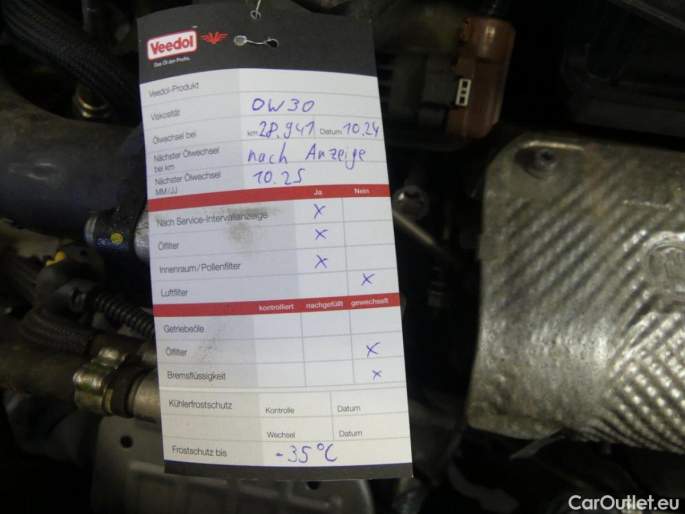 Veedol
Das Öl der Profis.
Veedol-Produkt
Viskosität 0W30
Ölwechsel bei km 28.941 Datum 10.24
Nächster Ölwechsel bei km nach Anzeige
Nächster Ölwechsel MM/JJ 10.25
Ja Nein
Nach Service-Intervallanzeige x
Ölfilter x
Innenraum/Pollenfilter x
Luftfilter x
kontrolliert nachgefüllt gewechselt
Getriebeöle
Ölfilter x
Bremsflüssigkeit x
Kühlerfrostschutz Kontrolle Datum
Wechsel Datum
Frostschutz bis -35°C
CarOutlet.eu